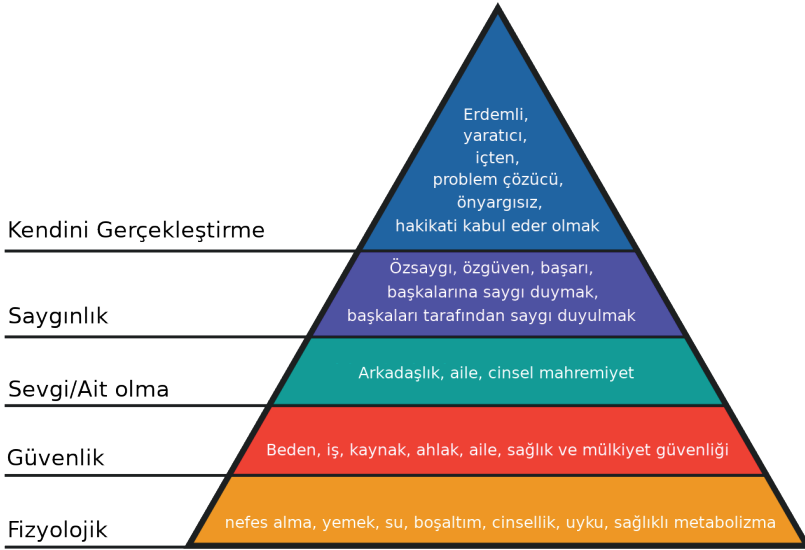 Erdemli,
yaratıcı,
içten,
problem çözücü,
önyargısız,
hakikati kabul eder olmak
Kendini Gerçekleştirme
Özsaygı, özgüven, başarı,
başkalarına saygı duymak,
başkaları tarafından saygı duyulmak
Saygınlık
Arkadaşlık, aile, cinsel mahremiyet
Sevgi/Ait olma
Beden, iş, kaynak, ahlak, aile, sağlık ve mülkiyet güvenliği
Güvenlik
nefes alma, yemek, su, boşaltım, cinsellik, uyku, sağlıklı metabolizma
Fizyolojik